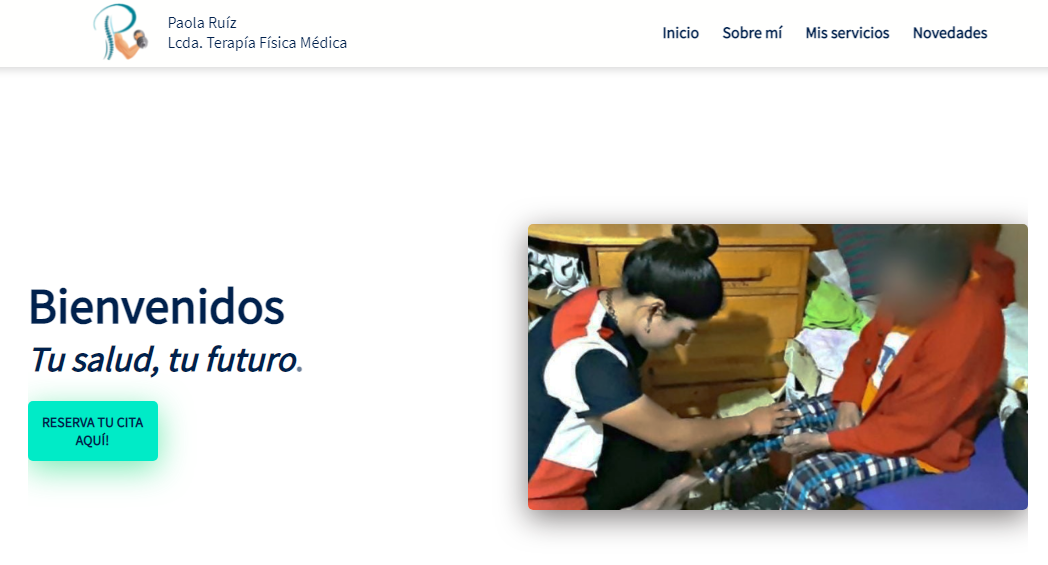 Paola Ruíz
Lcda. Terapía Física Médica
Inicio Sobre mí Mis servicios Novedades
Bienvenidos
Tu salud, tu futuro.
RESERVA TU CITA
AQUÍ!